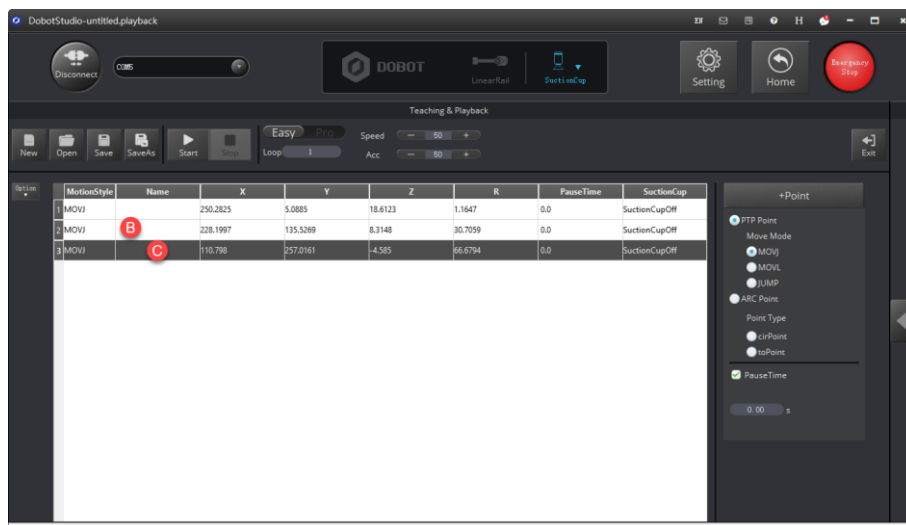 DobotStudio-untitled.playback
H
Disconnect
COM5
DOBOT
LinearRail
SuctionCup
Setting
Home
Emergency
Stop
Teaching & Playback
New
Open
Save
SaveAs
Start
Stop
Easy
Pro
Loop
1
Speed
- 50 +
Acc
- 50 +
Exit
Option
MotionStyle Name X Y Z R PauseTime SuctionCup
1 MOVJ 250.2825 5.0885 18.6123 1.1647 0.0 SuctionCupOff
2 MOVJ B 228.1997 135.5269 8.3148 30.7059 0.0 SuctionCupOff
3 MOVJ C 110.798 257.0161 -4.585 66.6794 0.0 SuctionCupOff
+Point
PTP Point
Move Mode
MOVJ
MOVL
JUMP
ARC Point
Point Type
cirPoint
toPoint
PauseTime
0.00 s